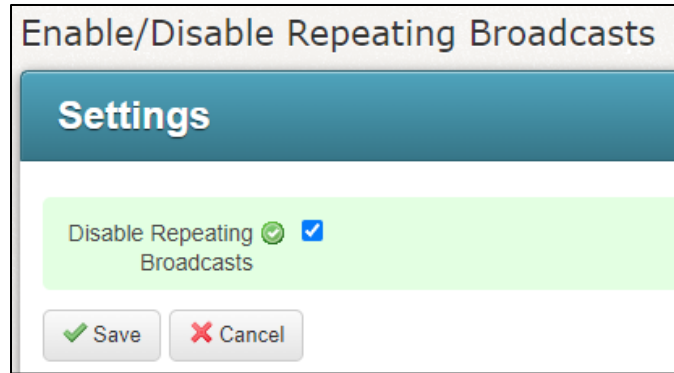 Enable/Disable Repeating Broadcasts
Settings
Disable Repeating
Broadcasts
Save Cancel